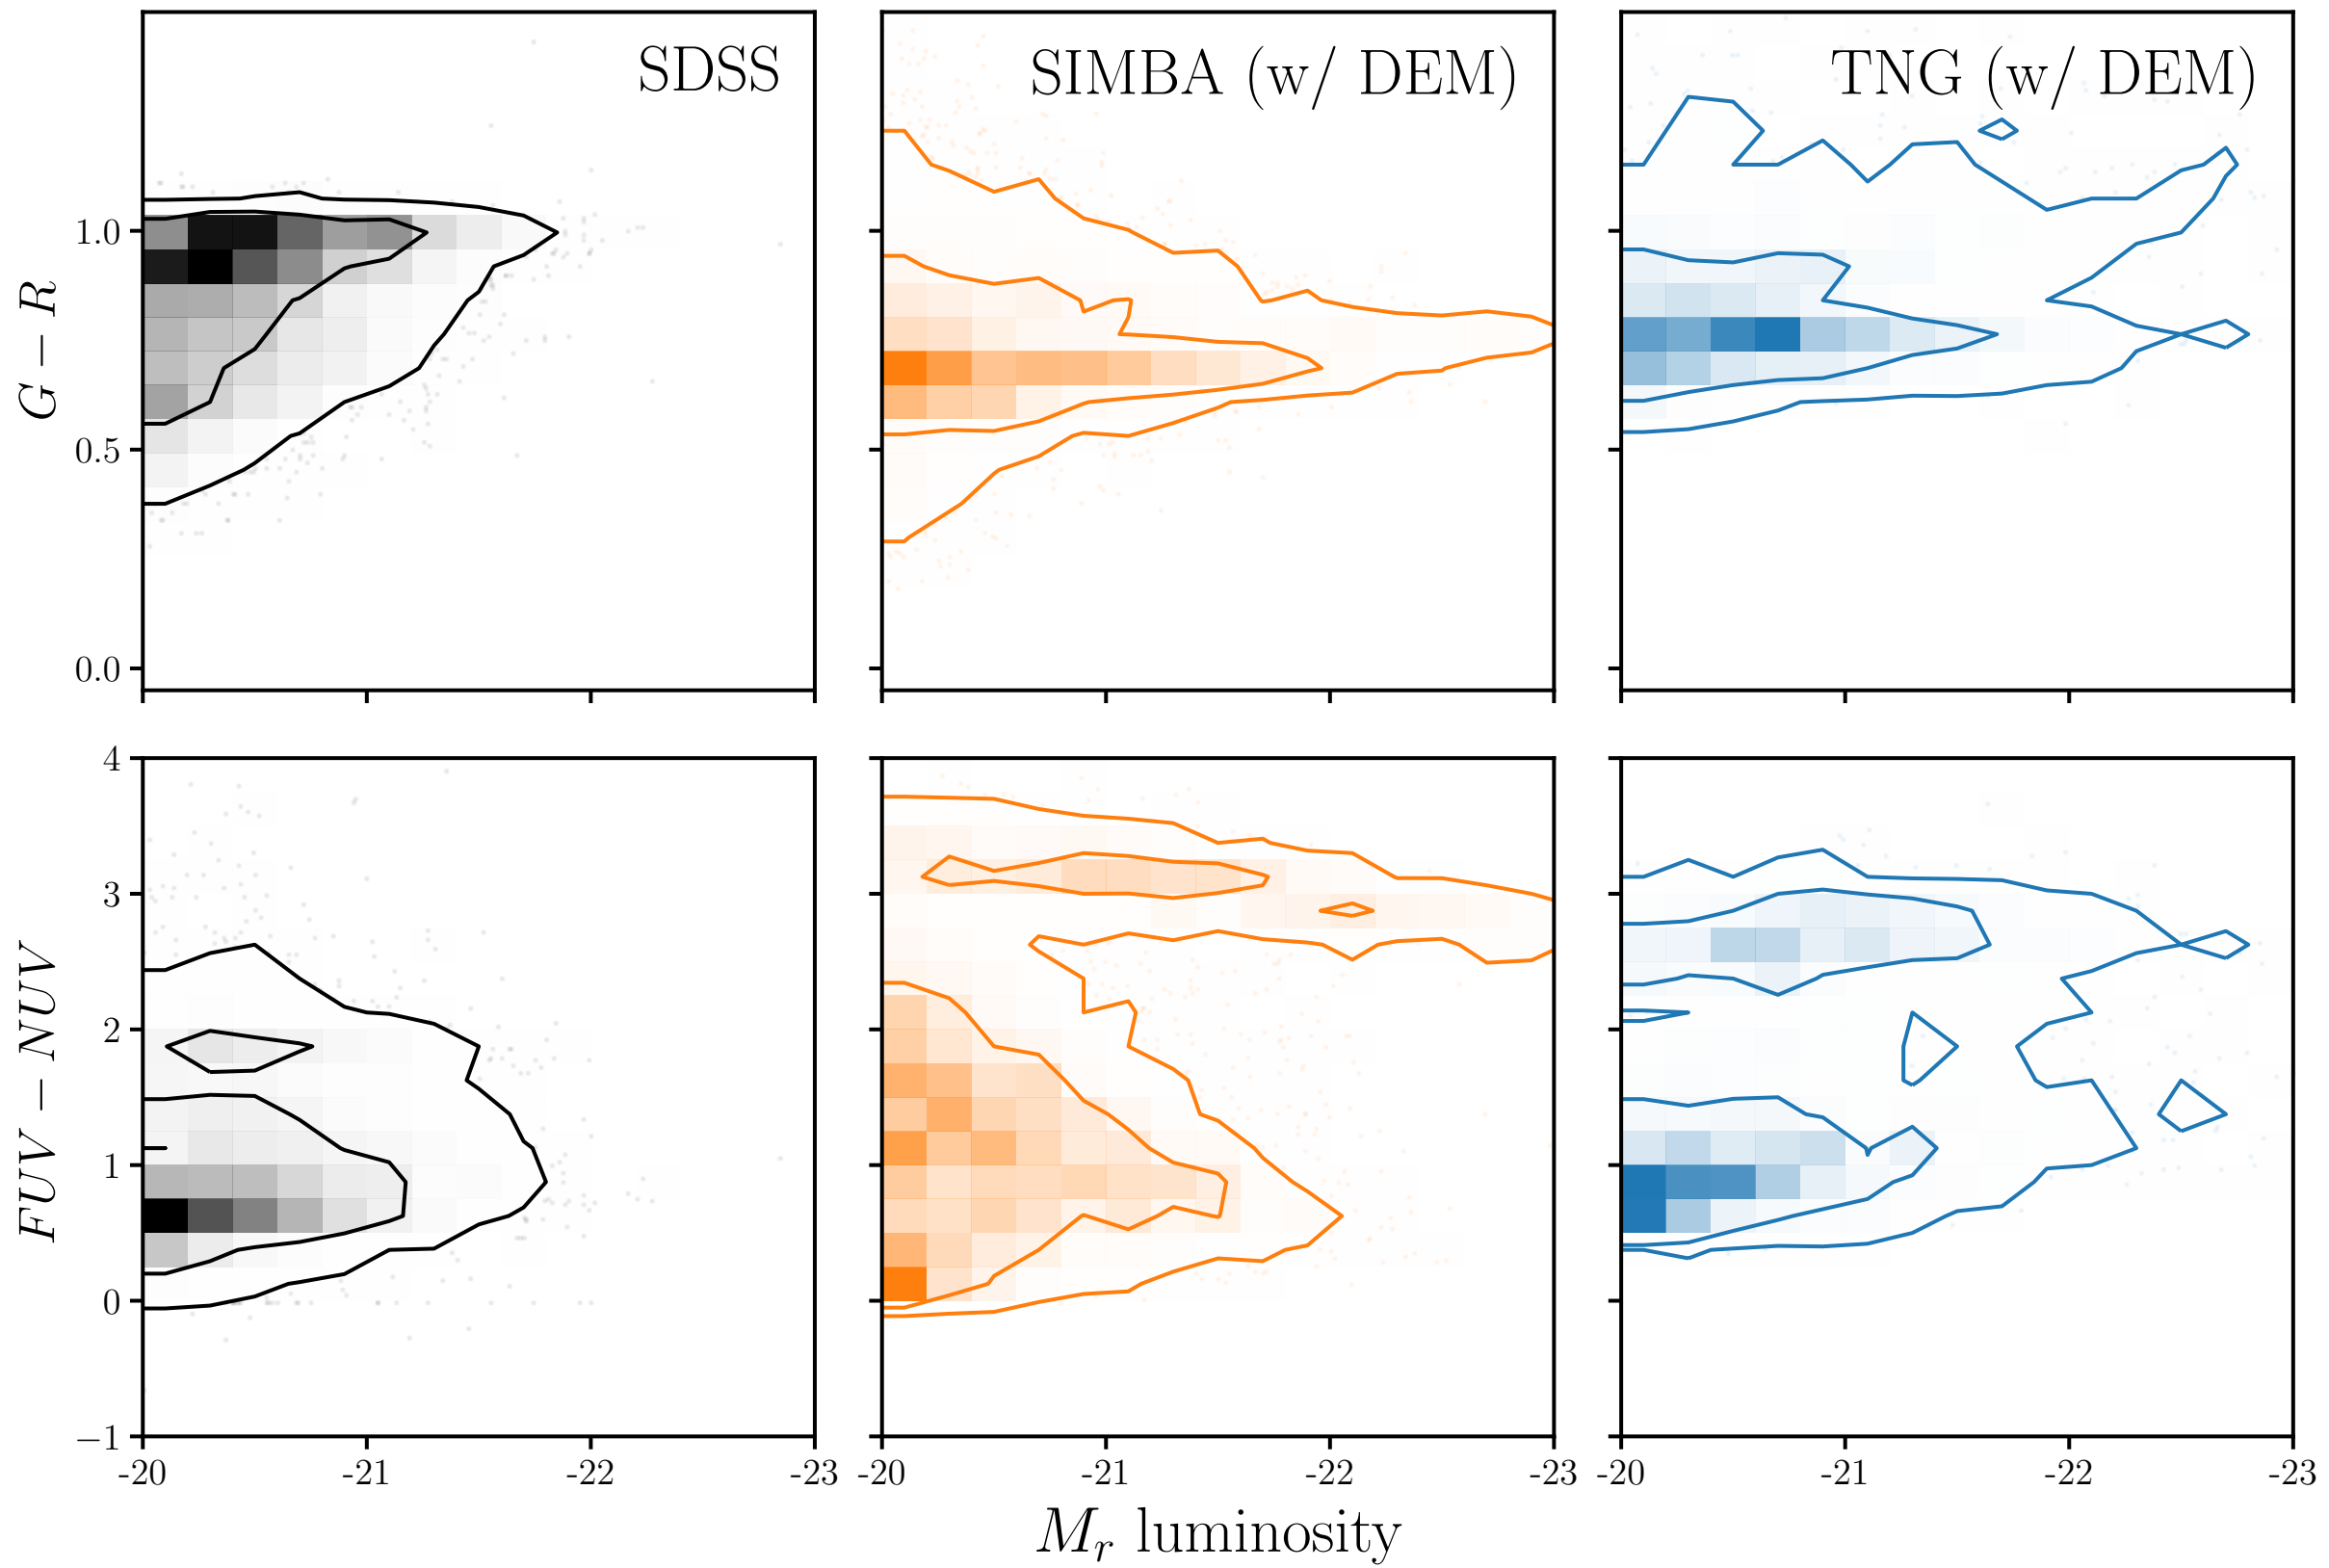 SDSS
SIMBA (w/ DEM)
TNG (w/ DEM)
G − R
1.0
0.5
0.0
FUV − NUV
4
3
2
1
0
−1
-20 -21 -22 -23
-20 -21 -22 -23
-20 -21 -22 -23
M_r luminosity